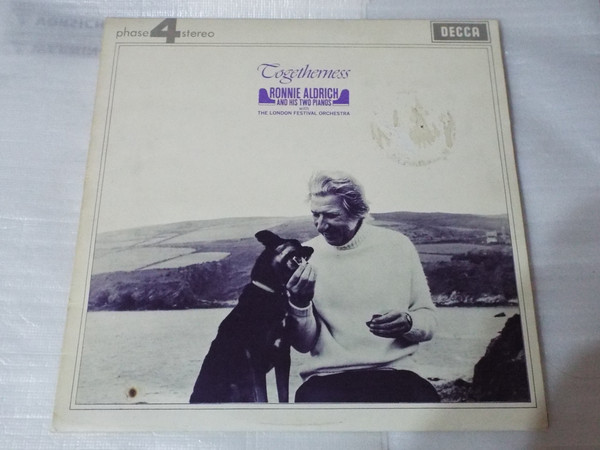 phase 4 stereo
DECCA
Togetherness
RONNIE ALDRICH
AND HIS TWO PIANOS
with
THE LONDON FESTIVAL ORCHESTRA